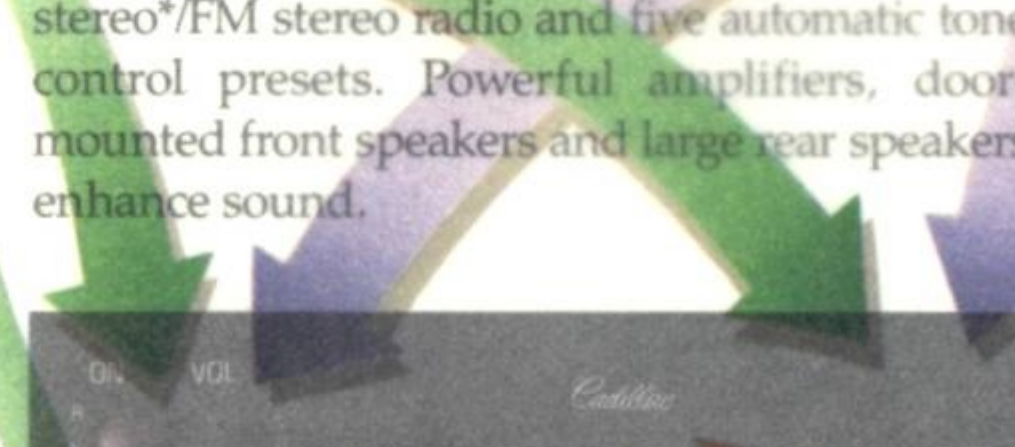 stereo*/FM stereo radio and five automatic tone
control presets. Powerful amplifiers, door
mounted front speakers and large rear speakers
enhance sound.
ON VOL
Cadillac
R